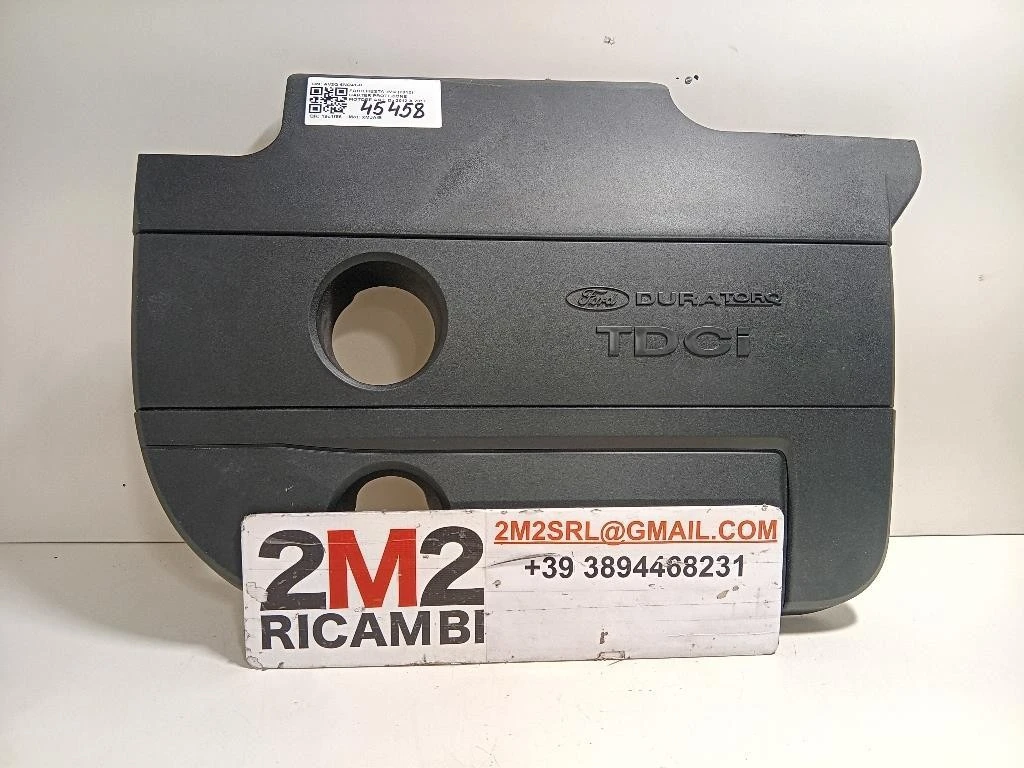 45458
Ford DURATORQ
TDCi
2M2
RICAMBI
2M2SRL@GMAIL.COM
+39 3894468231